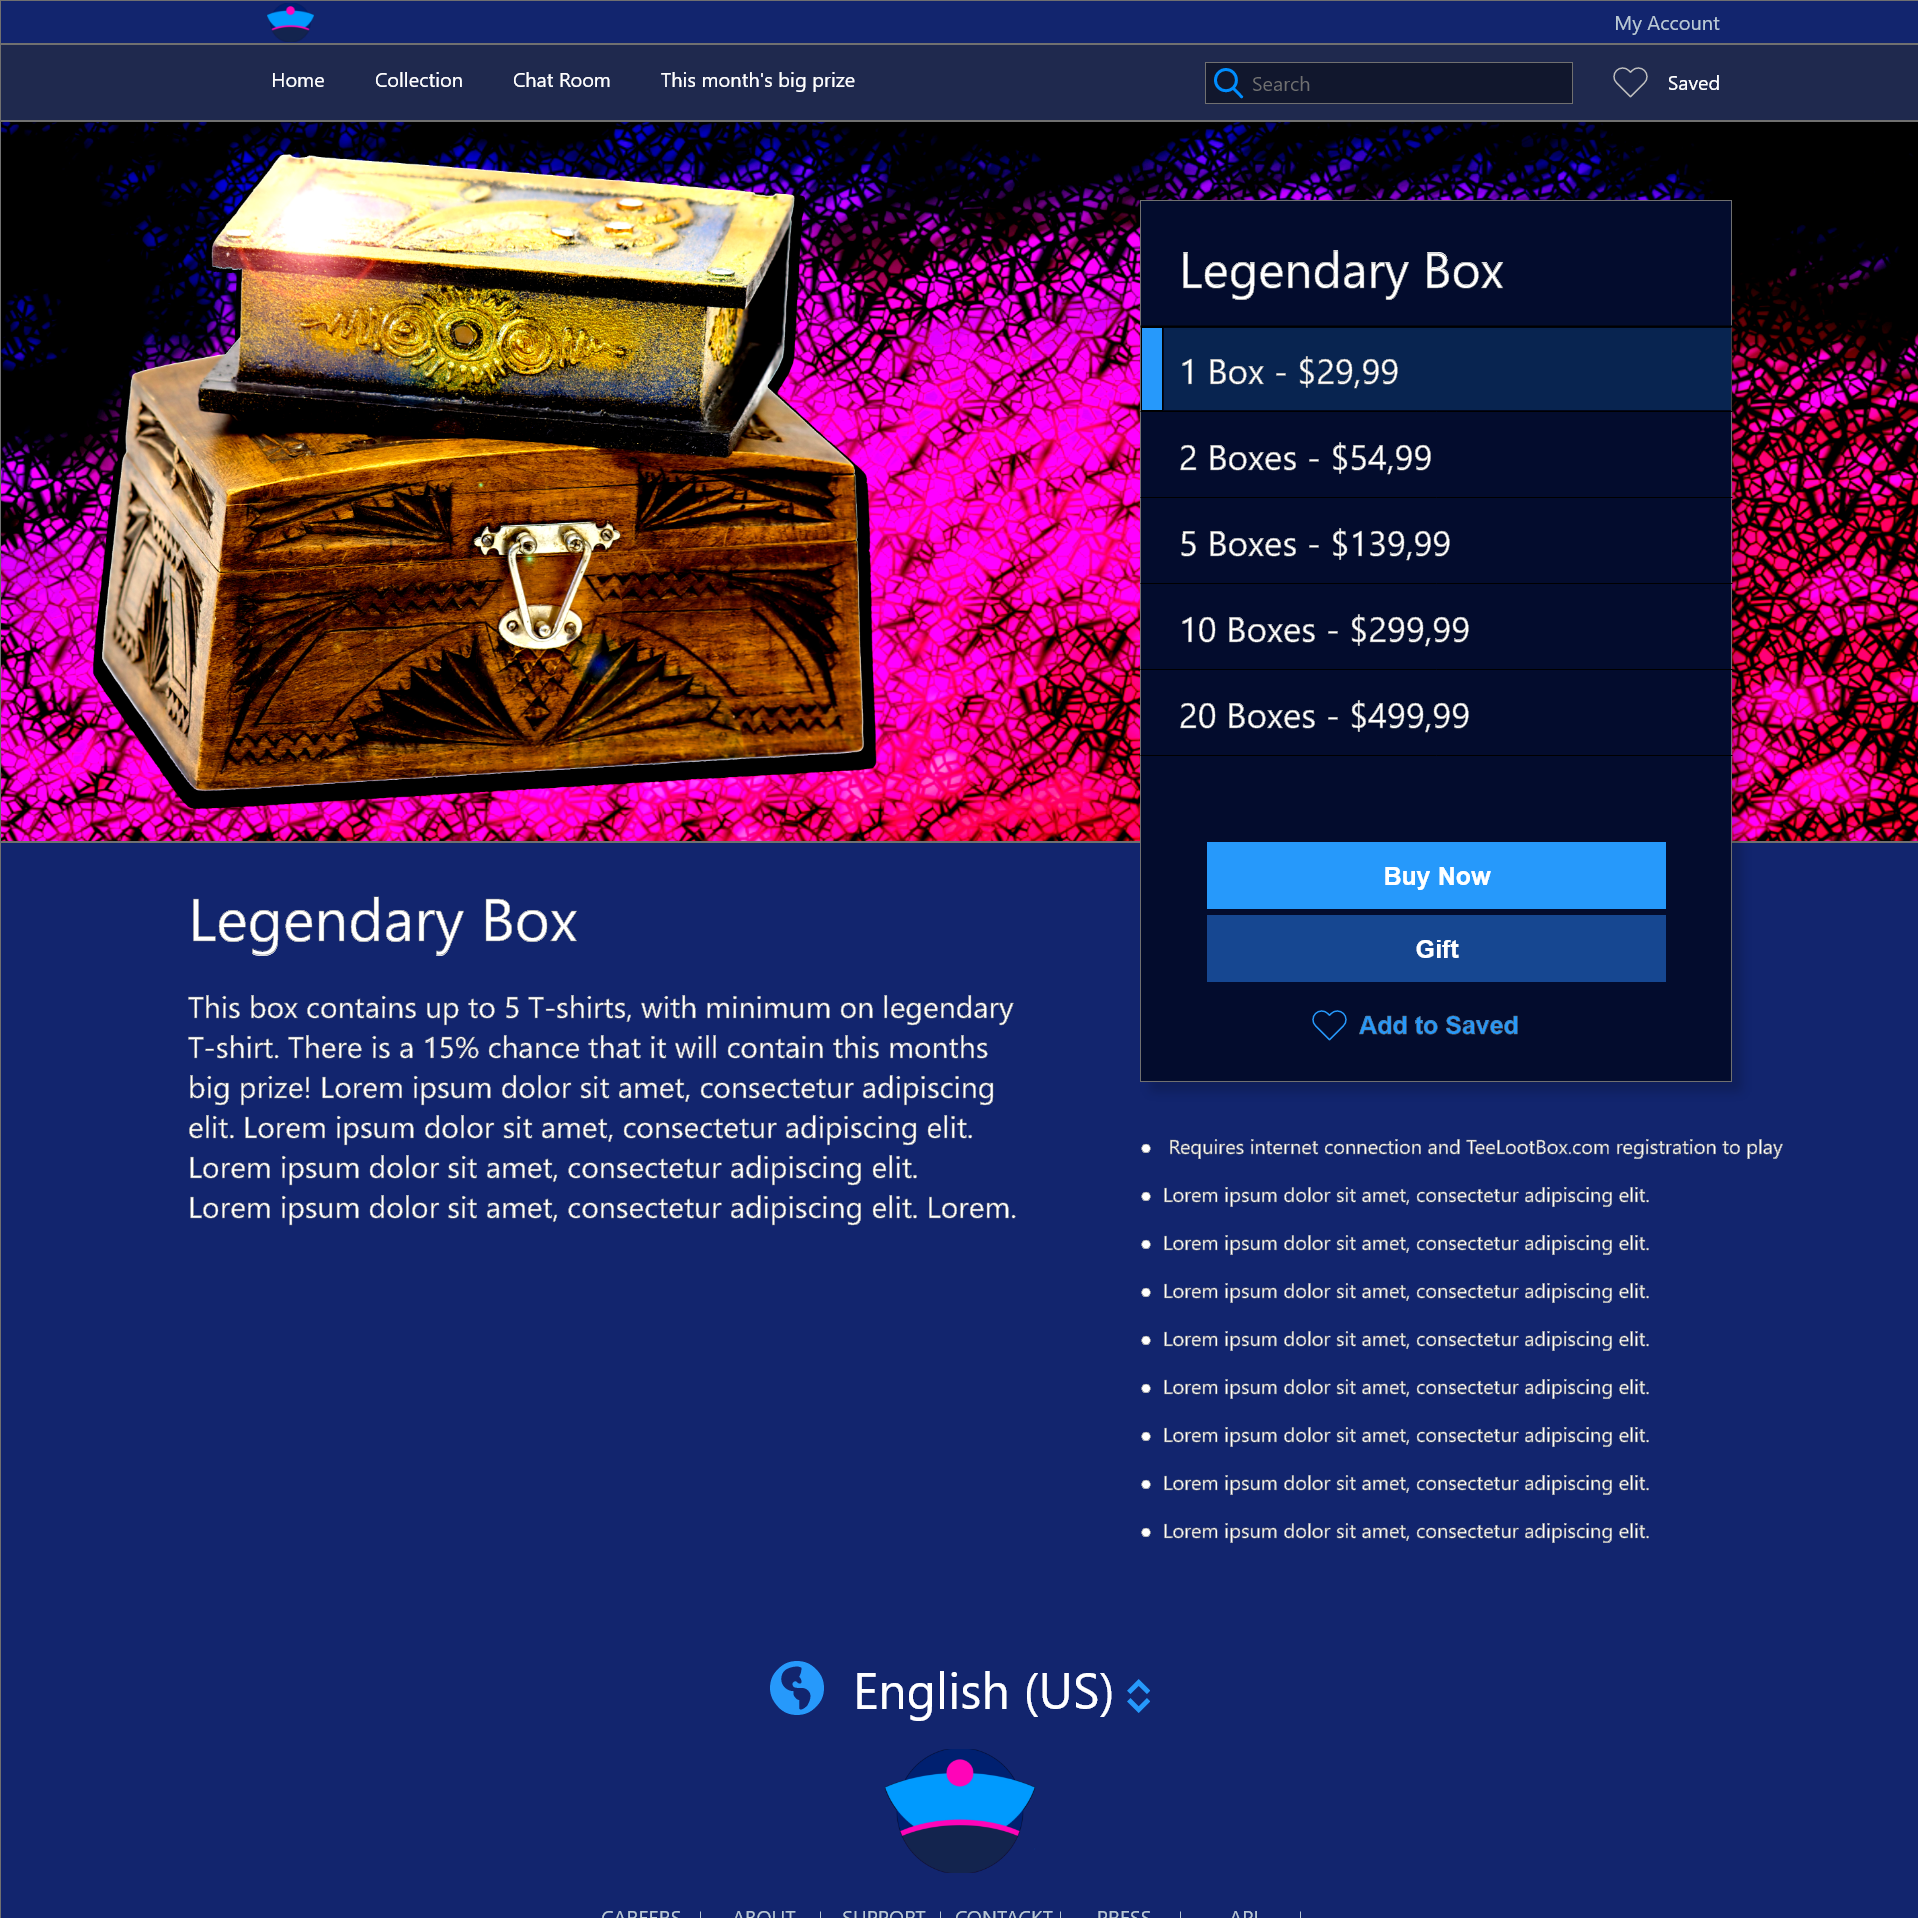 My Account
Home Collection Chat Room This month's big prize Search Saved
Legendary Box
1 Box - $29,99
2 Boxes - $54,99
5 Boxes - $139,99
10 Boxes - $299,99
20 Boxes - $499,99
Buy Now
Gift
Add to Saved
Legendary Box
This box contains up to 5 T-shirts, with minimum on legendary
T-shirt. There is a 15% chance that it will contain this months
big prize! Lorem ipsum dolor sit amet, consectetur adipiscing
elit. Lorem ipsum dolor sit amet, consectetur adipiscing elit.
Lorem ipsum dolor sit amet, consectetur adipiscing elit.
Lorem ipsum dolor sit amet, consectetur adipiscing elit. Lorem.
Requires internet connection and TeeLootBox.com registration to play
Lorem ipsum dolor sit amet, consectetur adipiscing elit.
Lorem ipsum dolor sit amet, consectetur adipiscing elit.
Lorem ipsum dolor sit amet, consectetur adipiscing elit.
Lorem ipsum dolor sit amet, consectetur adipiscing elit.
Lorem ipsum dolor sit amet, consectetur adipiscing elit.
Lorem ipsum dolor sit amet, consectetur adipiscing elit.
Lorem ipsum dolor sit amet, consectetur adipiscing elit.
Lorem ipsum dolor sit amet, consectetur adipiscing elit.
English (US)
CAREERS | ABOUT | SUPPORT | CONTACKT | PRESS | API |